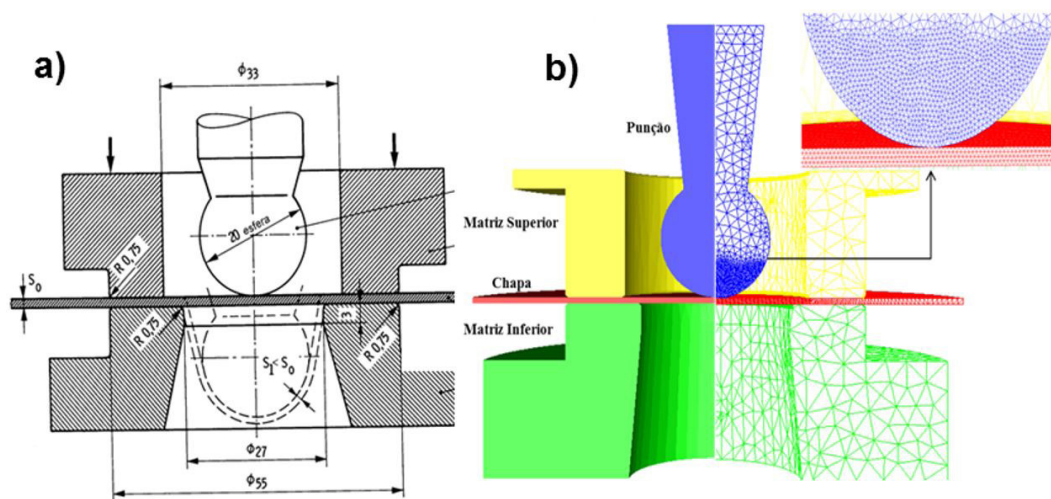 a)
ϕ33
20 esfera
R 0,75
S₀
R 0,75
3
R 0,75
S₁< S₀
ϕ27
ϕ55
b)
Punção
Matriz Superior
Chapa
Matriz Inferior